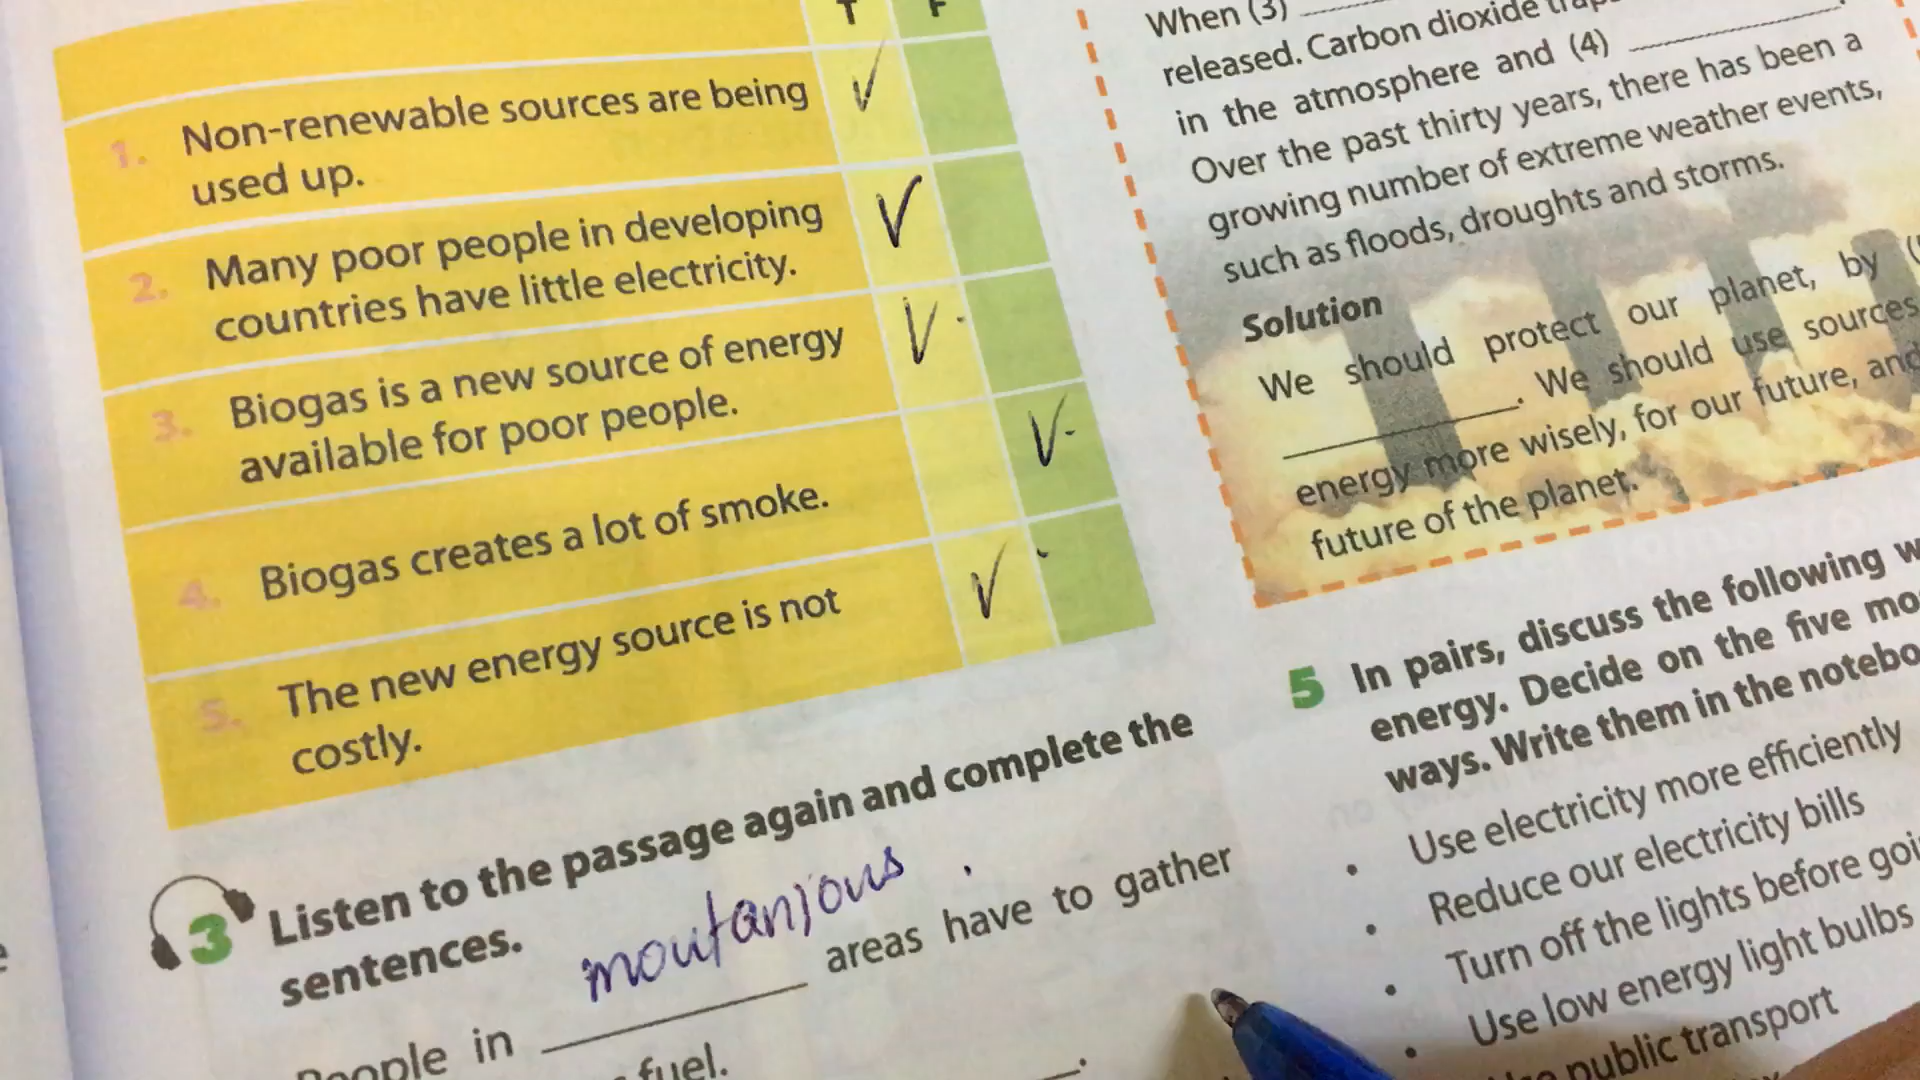 T F
1. Non-renewable sources are being
used up.
2. Many poor people in developing
countries have little electricity.
3. Biogas is a new source of energy
available for poor people.
4. Biogas creates a lot of smoke.
5. The new energy source is not
costly.
3 Listen to the passage again and complete the
sentences.
moutanious
People in areas have to gather
fuel.
When (3)
released. Carbon dioxide
in the atmosphere and (4)
Over the past thirty years, there has been a
growing number of extreme weather events,
such as floods, droughts and storms.
Solution
We should protect our planet, by
. We should use sources
energy more wisely, for our future, and
future of the planet.
5 In pairs, discuss the following
energy. Decide on the five
ways. Write them in the
• Use electricity more efficiently
• Reduce our electricity bills
• Turn off the lights before
• Use low energy light bulbs
public transport